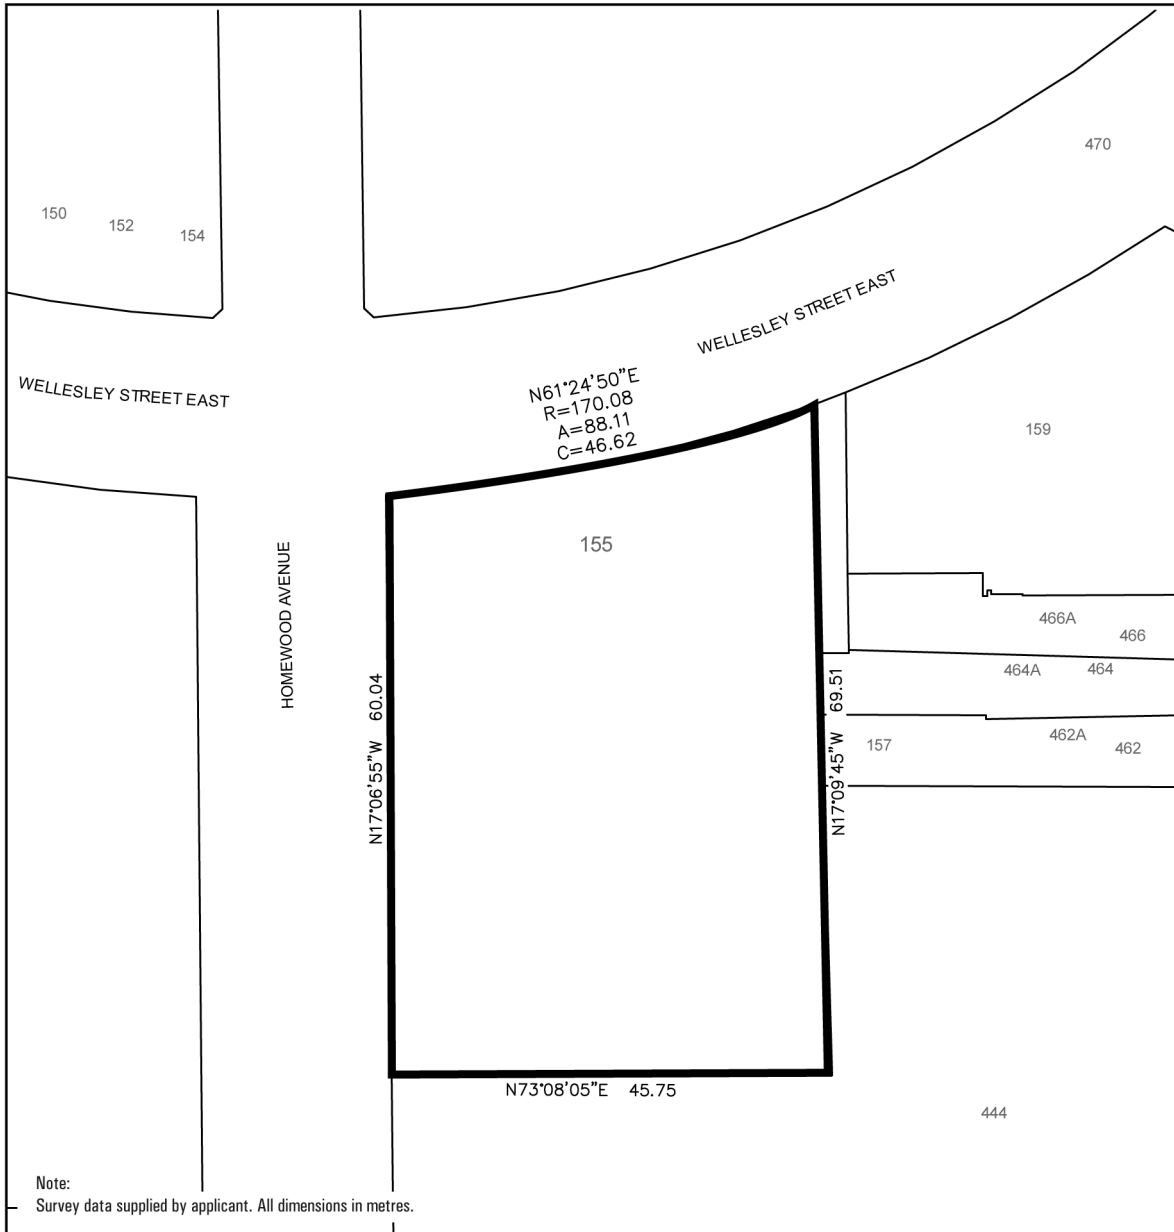 470
150
152
154
WELLESLEY STREET EAST
WELLESLEY STREET EAST
N61°24'50"E
R=170.08
A=88.11
C=46.62
159
155
HOMEWOOD AVENUE
466A
466
464A
464
N17°06'55"W 60.04
N17°09'45"W 69.51
157
462A
462
N73°08'05"E 45.75
444
Note:
Survey data supplied by applicant. All dimensions in metres.